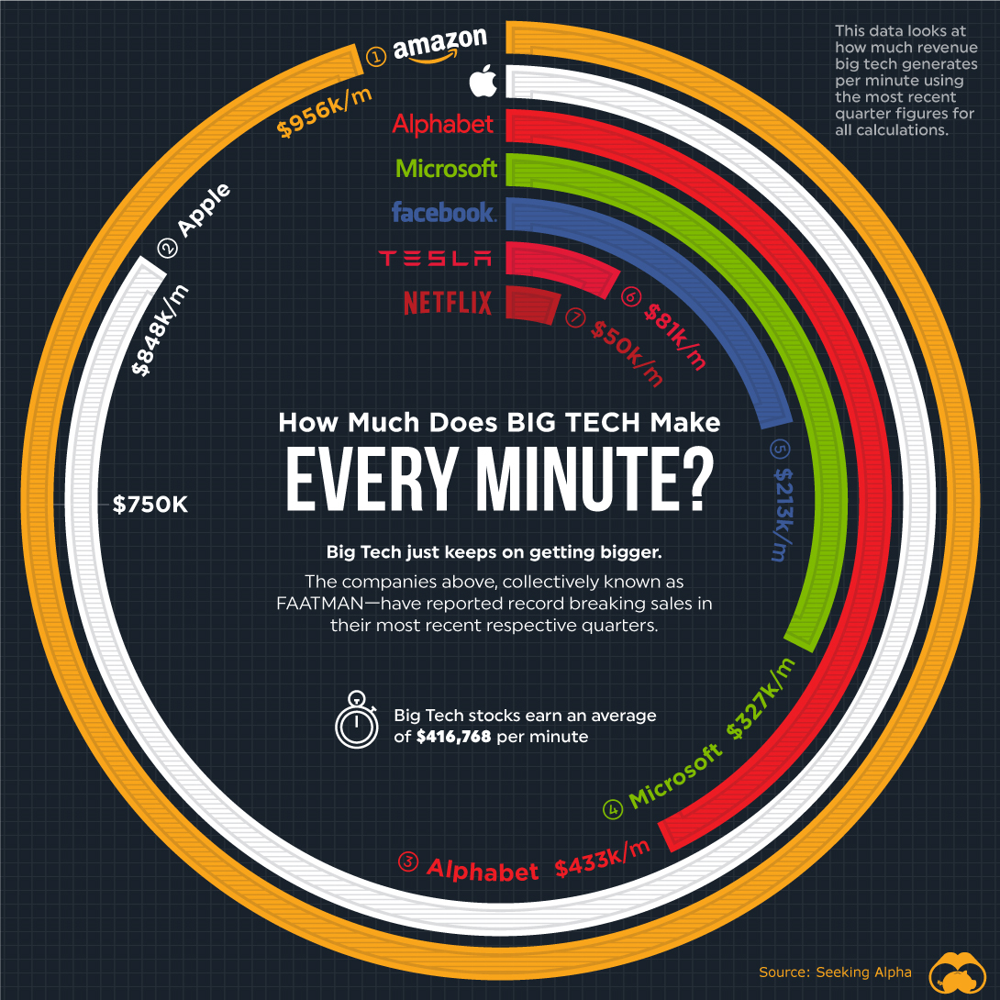 This data looks at
how much revenue
big tech generates
per minute using
the most recent
quarter figures for
all calculations.
① amazon
$956k/m
Alphabet
Microsoft
facebook.
TESLA
NETFLIX
② Apple
$848k/m
⑥ $81k/m
⑦ $50k/m
⑤ $213k/m
$750K
How Much Does BIG TECH Make
EVERY MINUTE?
Big Tech just keeps on getting bigger.
The companies above, collectively known as
FAATMAN—have reported record breaking sales in
their most recent respective quarters.
Big Tech stocks earn an average
of $416,768 per minute
④ Microsoft $327k/m
③ Alphabet $433k/m
Source: Seeking Alpha